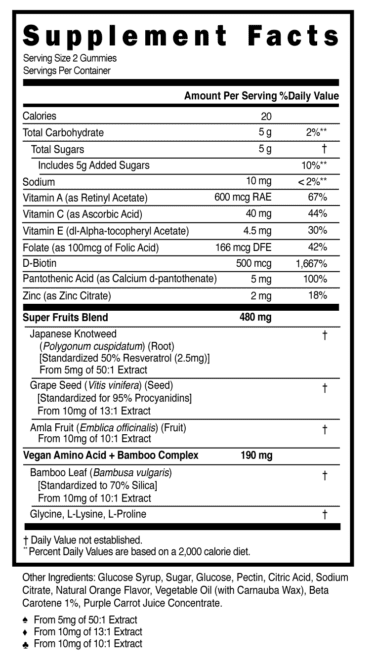 Supplement Facts
Serving Size 2 Gummies
Servings Per Container
Amount Per Serving %Daily Value
Calories 20
Total Carbohydrate 5 g 2%**
Total Sugars 5 g †
Includes 5g Added Sugars 10%**
Sodium 10 mg <2%**
Vitamin A (as Retinyl Acetate) 600 mcg RAE 67%
Vitamin C (as Ascorbic Acid) 40 mg 44%
Vitamin E (dl-Alpha-tocopheryl Acetate) 4.5 mg 30%
Folate (as 100mcg of Folic Acid) 166 mcg DFE 42%
D-Biotin 500 mcg 1,667%
Pantothenic Acid (as Calcium d-pantothenate) 5 mg 100%
Zinc (as Zinc Citrate) 2 mg 18%
Super Fruits Blend 480 mg
Japanese Knotweed †
(Polygonum cuspidatum) (Root)
[Standardized 50% Resveratrol (2.5mg)]
From 5mg of 50:1 Extract
Grape Seed (Vitis vinifera) (Seed) †
[Standardized for 95% Procyanidins]
From 10mg of 13:1 Extract
Amla Fruit (Emblica officinalis) (Fruit) †
From 10mg of 10:1 Extract
Vegan Amino Acid + Bamboo Complex 190 mg
Bamboo Leaf (Bambusa vulgaris) †
[Standardized to 70% Silica]
From 10mg of 10:1 Extract
Glycine, L-Lysine, L-Proline †
† Daily Value not established.
**Percent Daily Values are based on a 2,000 calorie diet.
Other Ingredients: Glucose Syrup, Sugar, Glucose, Pectin, Citric Acid, Sodium
Citrate, Natural Orange Flavor, Vegetable Oil (with Carnauba Wax), Beta
Carotene 1%, Purple Carrot Juice Concentrate.
♠ From 5mg of 50:1 Extract
♦ From 10mg of 13:1 Extract
♣ From 10mg of 10:1 Extract